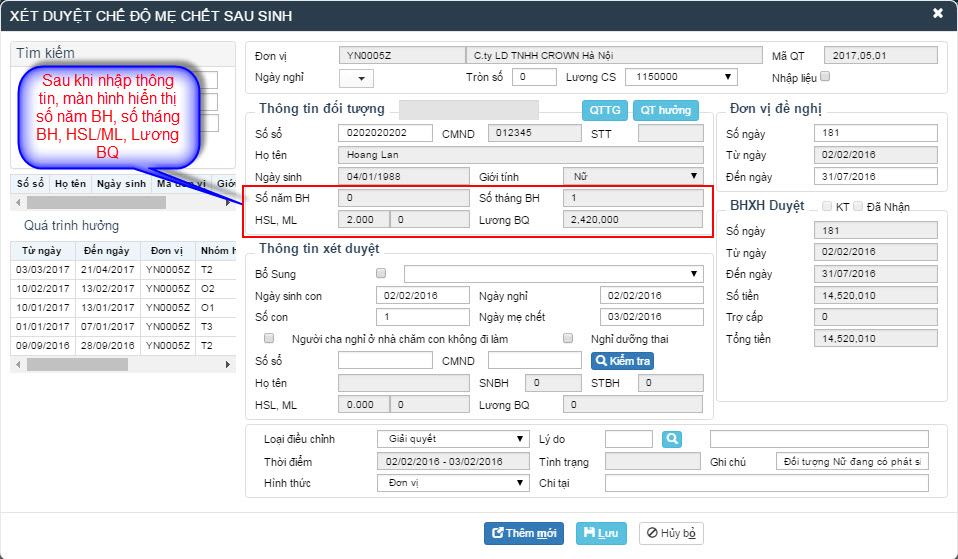 XÉT DUYỆT CHẾ ĐỘ MẸ CHẾT SAU SINH
Tìm kiếm
Sau khi nhập thông
tin, màn hình hiển thị
số năm BH, số tháng
BH, HSL/ML, Lương
BQ
Số sổ Họ tên Ngày sinh Mã đơn vị Giới
Quá trình hưởng
Từ ngày Đến ngày Đơn vị Nhóm h
03/03/2017 21/04/2017 YN0005Z T2
10/02/2017 13/02/2017 YN0005Z O2
10/01/2017 13/01/2017 YN0005Z O1
01/01/2017 07/01/2017 YN0005Z T3
09/09/2016 28/09/2016 YN0005Z T2
Đơn vị YN0005Z C.ty LD TNHH CROWN Hà Nội Mã QT 2017,05,01
Ngày nghỉ Tròn số 0 Lương CS 1150000 Nhập liệu
Thông tin đối tượng QTTG QT hưởng
Số sổ 0202020202 CMND 012345 STT
Họ tên Hoang Lan
Ngày sinh 04/01/1988 Giới tính Nữ
Số năm BH 0 Số tháng BH 1
HSL, ML 2.000 0 Lương BQ 2,420,000
Đơn vị đề nghị
Số ngày 181
Từ ngày 02/02/2016
Đến ngày 31/07/2016
BHXH Duyệt KT Đã Nhận
Số ngày 181
Từ ngày 02/02/2016
Đến ngày 31/07/2016
Số tiền 14,520,010
Trợ cấp 0
Tổng tiền 14,520,010
Thông tin xét duyệt
Bổ Sung
Ngày sinh con 02/02/2016 Ngày nghỉ 02/02/2016
Số con 1 Ngày mẹ chết 03/02/2016
Người cha nghỉ ở nhà chăm con không đi làm Nghỉ dưỡng thai
Số sổ CMND Kiểm tra
Họ tên SNBH 0 STBH 0
HSL, ML 0.000 0 Lương BQ 0
Loại điều chỉnh Giải quyết Lý do
Thời điểm 02/02/2016 - 03/02/2016 Tình trạng Ghi chú Đối tượng Nữ đang có phát si
Hình thức Đơn vị Chi tại
Thêm mới Lưu Hủy bỏ